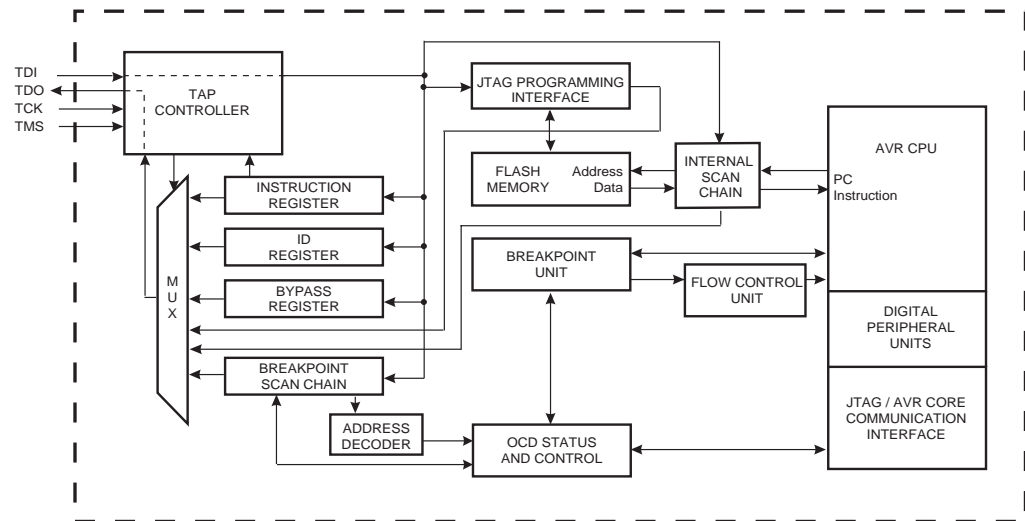 TDI
TDO
TCK
TMS
TAP
CONTROLLER
JTAG PROGRAMMING
INTERFACE
FLASH
MEMORY
Address
Data
INTERNAL
SCAN
CHAIN
AVR CPU
PC
Instruction
INSTRUCTION
REGISTER
ID
REGISTER
BYPASS
REGISTER
M
U
X
BREAKPOINT
UNIT
FLOW CONTROL
UNIT
DIGITAL
PERIPHERAL
UNITS
BREAKPOINT
SCAN CHAIN
ADDRESS
DECODER
OCD STATUS
AND CONTROL
JTAG / AVR CORE
COMMUNICATION
INTERFACE